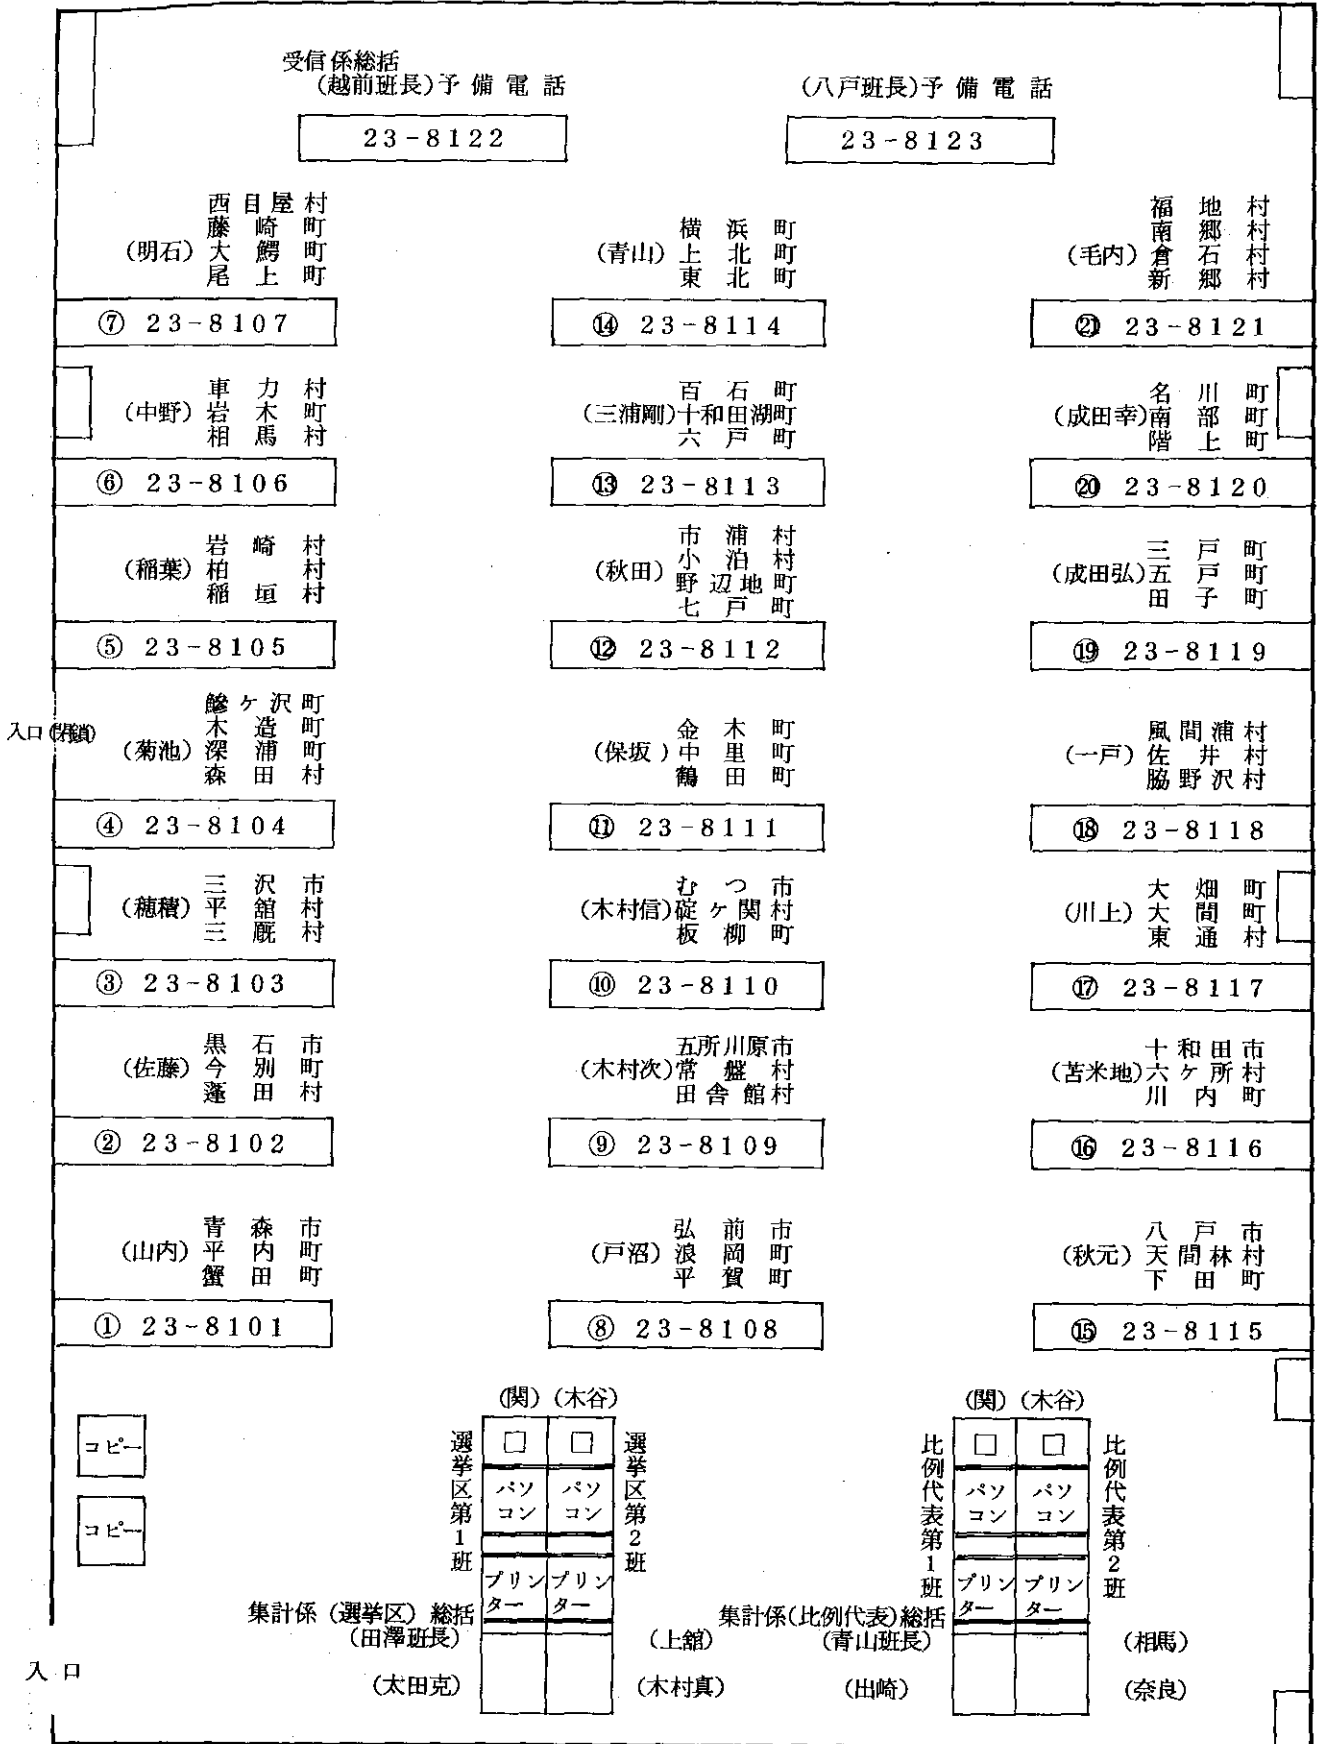 受信係総括
(越前班長)予備電話
23-8122
(八戸班長)予備電話
23-8123
西目屋村
藤崎町
(明石)大鰐町
尾上町
⑦ 23-8107
横浜町
(青山)上北町
東北町
⑭ 23-8114
福地村
南郷村
(毛内)倉石村
新郷村
㉑ 23-8121
車力村
(中野)岩木町
相馬村
⑥ 23-8106
百石町
(三浦剛)十和田湖町
六戸町
⑬ 23-8113
名川町
(成田幸)南部町
階上町
⑳ 23-8120
岩崎村
(稲葉)柏村
稲垣村
⑤ 23-8105
市浦村
小泊村
(秋田)野辺地町
七戸町
⑫ 23-8112
三戸町
(成田弘)五戸町
田子町
⑲ 23-8119
入口(閉鎖)
鰺ケ沢町
木造町
(菊池)深浦町
森田村
④ 23-8104
金木町
(保坂)中里町
鶴田町
⑪ 23-8111
風間浦村
(一戸)佐井村
脇野沢村
⑱ 23-8118
三沢市
(穂積)平舘村
三厩村
③ 23-8103
むつ市
(木村信)碇ケ関村
板柳町
⑩ 23-8110
大畑町
(川上)大間町
東通村
⑰ 23-8117
黒石市
(佐藤)今別町
蓬田村
② 23-8102
五所川原市
(木村次)常盤村
田舎館村
⑨ 23-8109
十和田市
(苫米地)六ケ所村
川内町
⑯ 23-8116
青森市
(山内)平内町
蟹田町
① 23-8101
弘前市
(戸沼)浪岡町
平賀町
⑧ 23-8108
八戸市
(秋元)天間林村
下田町
⑮ 23-8115
コピー
コピー
(関)(木谷)
選挙区第1班
パソコン
パソコン
プリンター
プリンター
選挙区第2班
集計係(選挙区)総括
(田澤班長)
(上舘)
(太田克)
(木村真)
(関)(木谷)
比例代表第1班
パソコン
パソコン
プリンター
プリンター
比例代表第2班
集計係(比例代表)総括
(青山班長)
(相馬)
(出崎)
(奈良)
入口